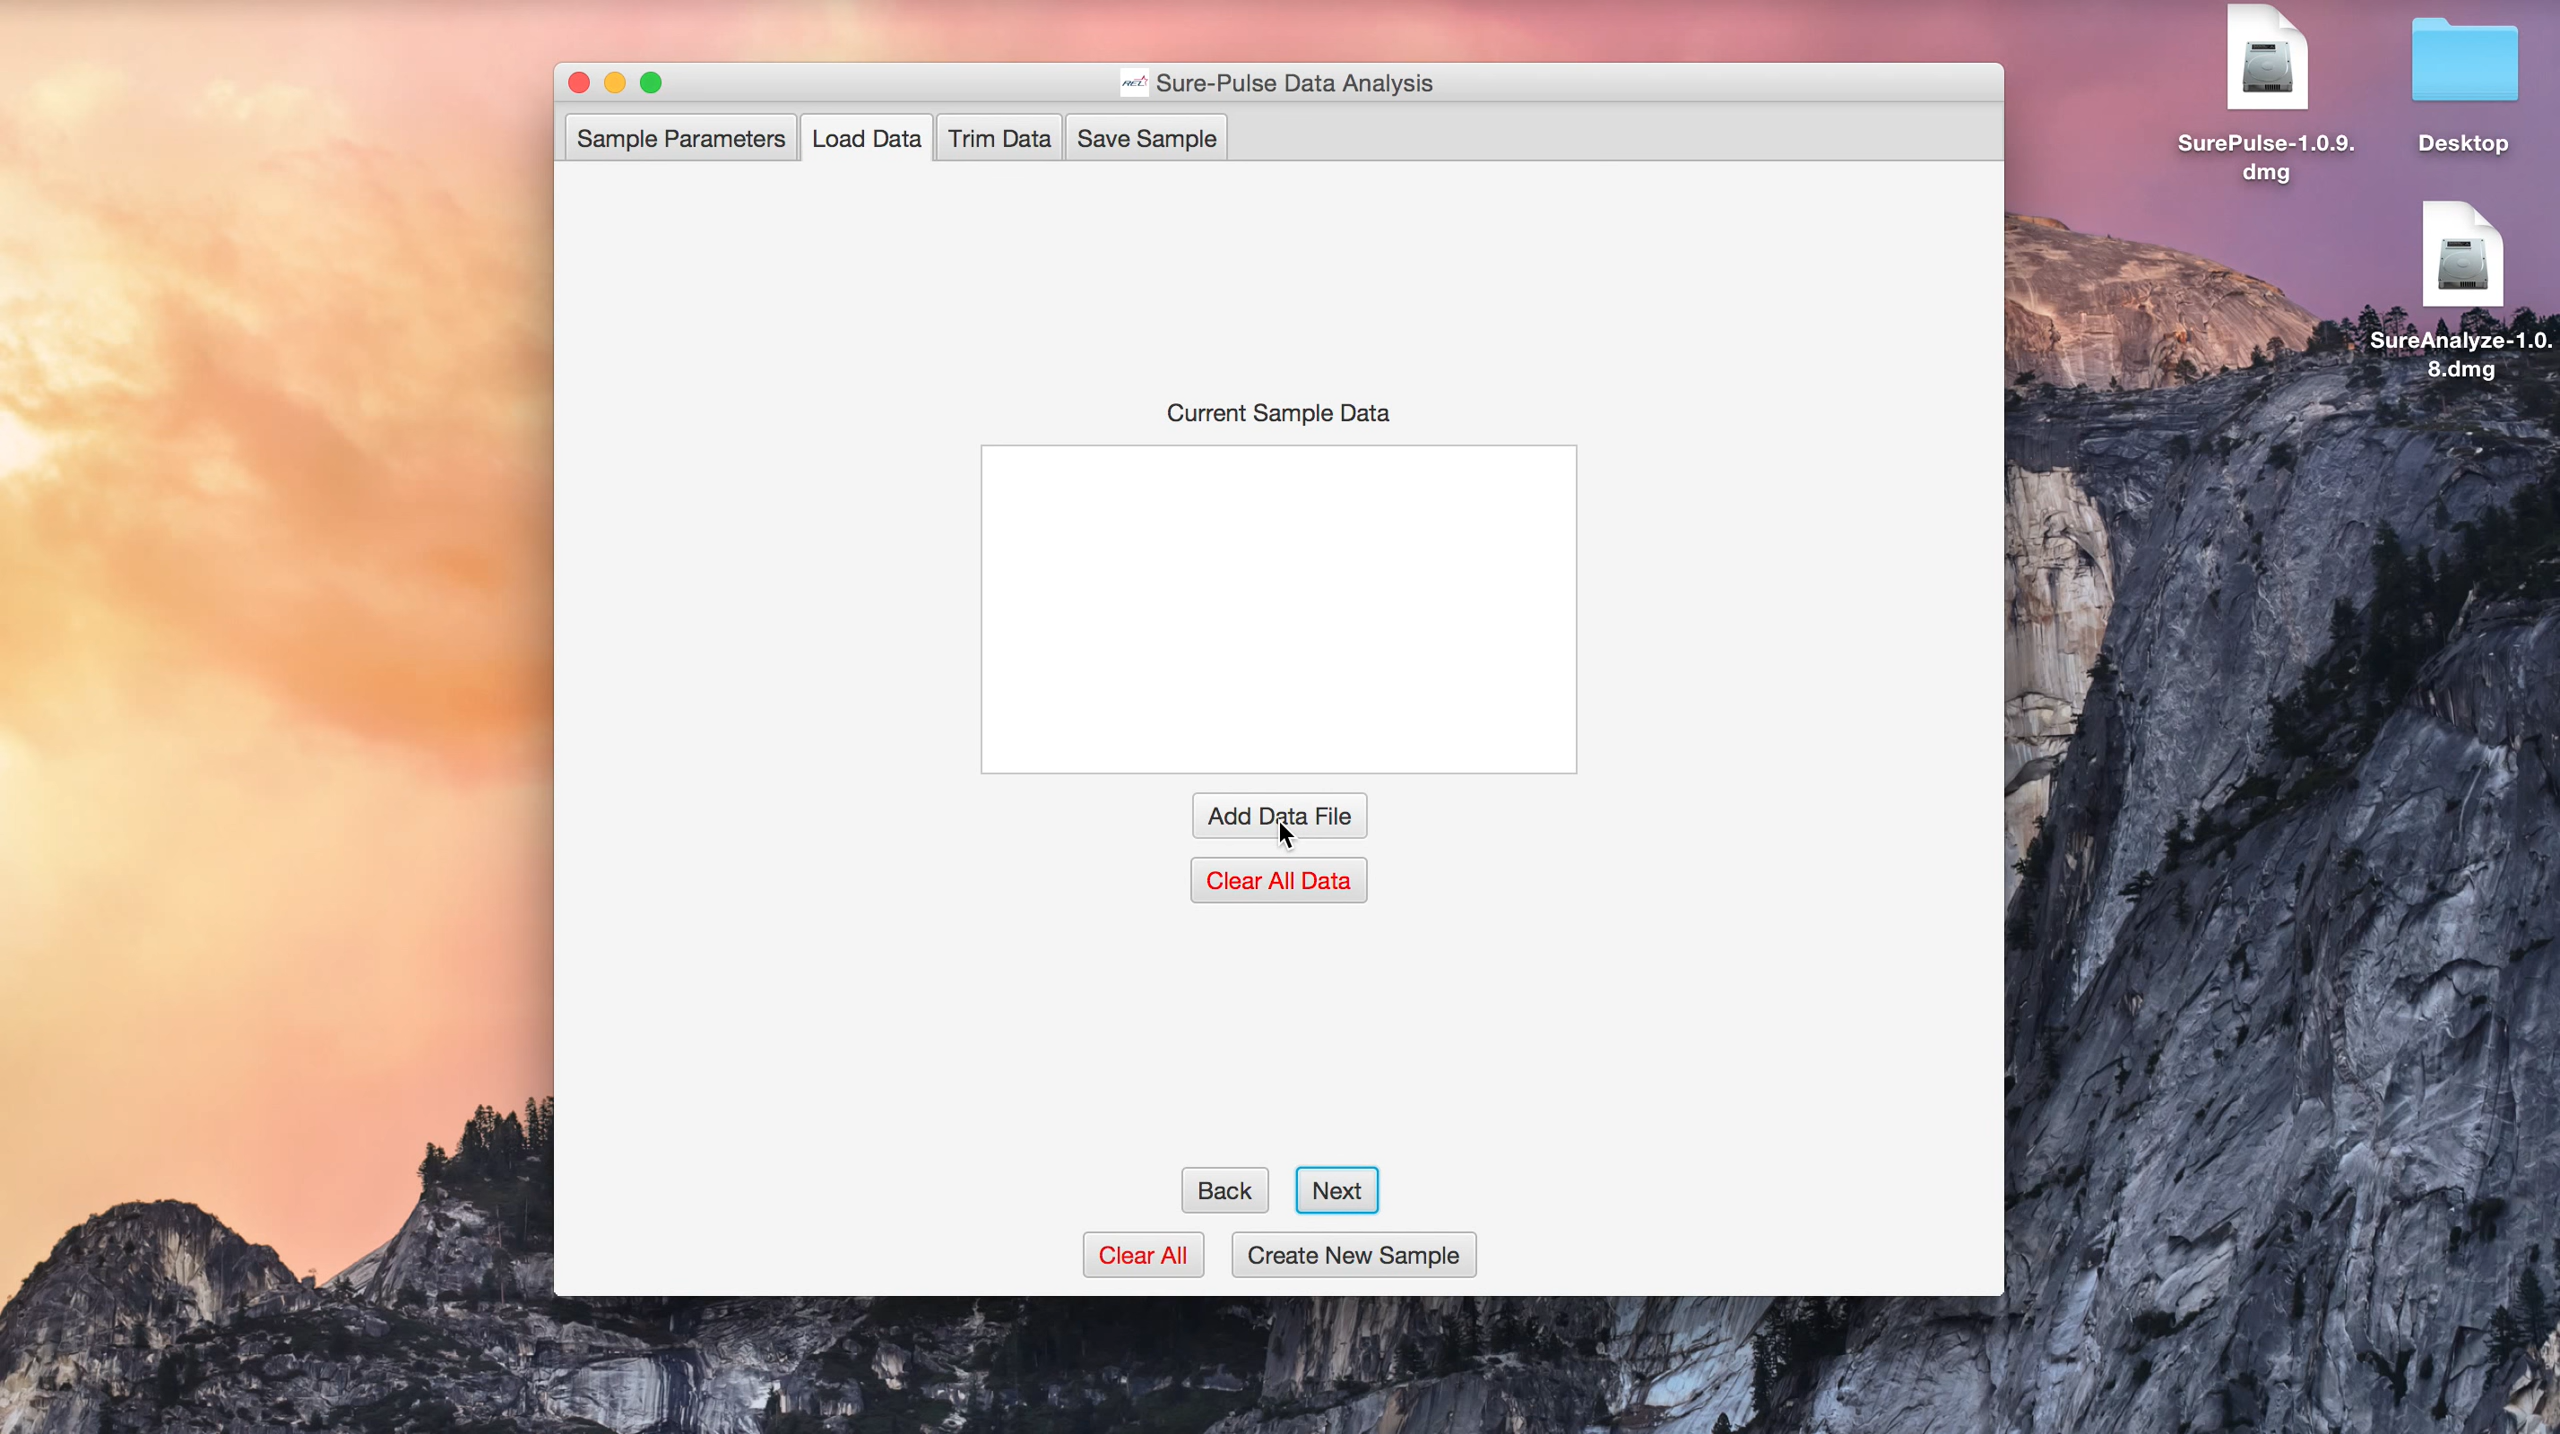 REL
Sure-Pulse Data Analysis
Sample Parameters
Load Data
Trim Data
Save Sample
Current Sample Data
Add Data File
Clear All Data
Back
Next
Clear All
Create New Sample
SurePulse-1.0.9.
dmg
Desktop
SureAnalyze-1.0.
8.dmg